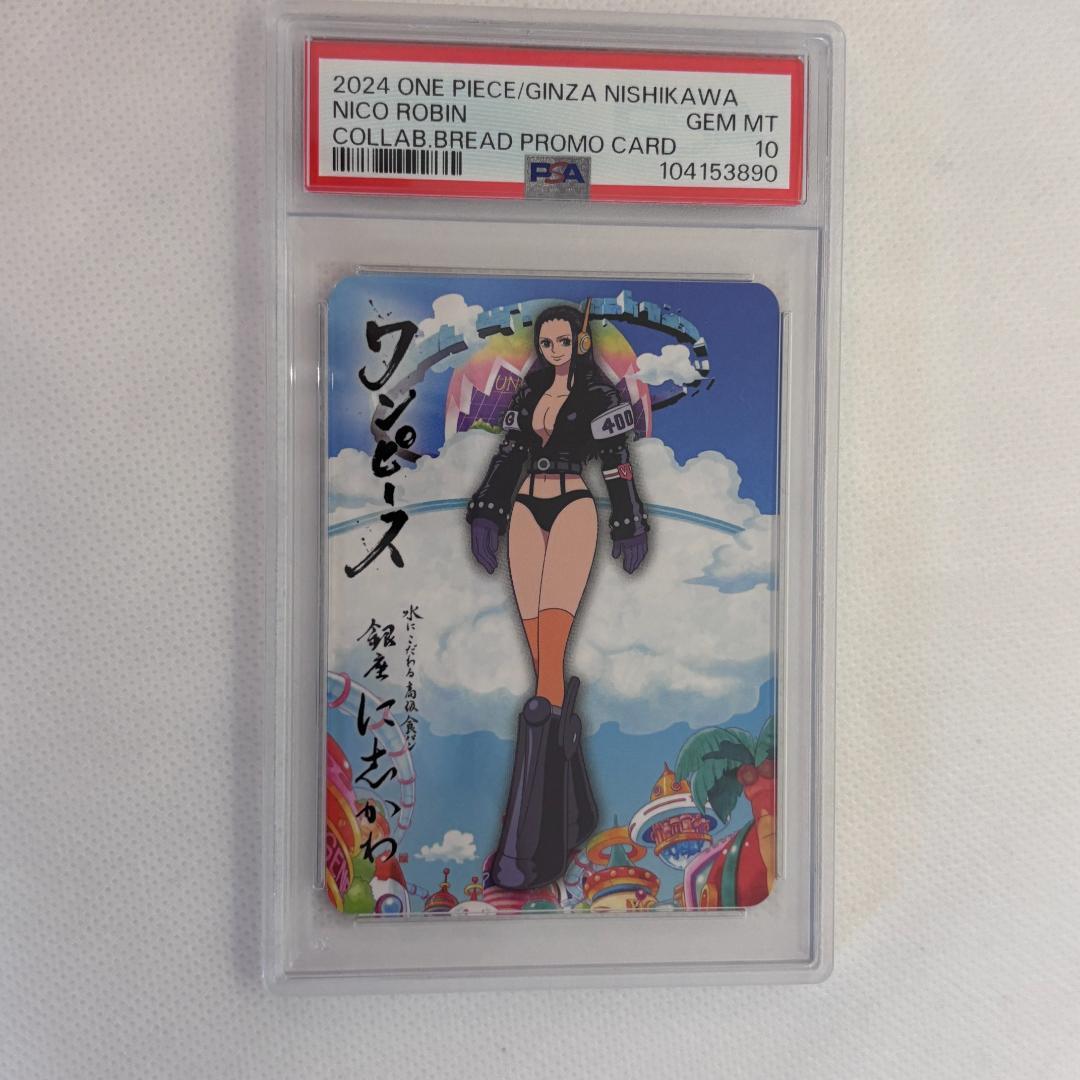 2024 ONE PIECE/GINZA NISHIKAWA
NICO ROBIN GEM MT
COLLAB.BREAD PROMO CARD 10
PSA
104153890
ワンピース
水にこだわる高級食パン
銀座 に志かわ
UN
400